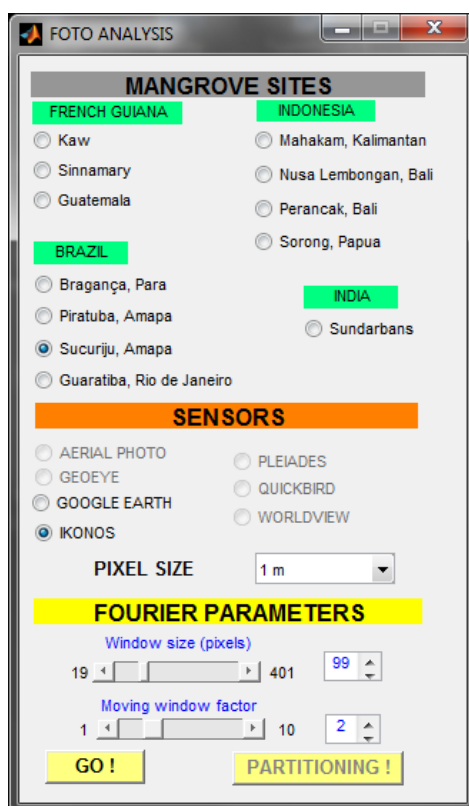 FOTO ANALYSIS
MANGROVE SITES
FRENCH GUIANA
Kaw
Sinnamary
Guatemala
INDONESIA
Mahakam, Kalimantan
Nusa Lembongan, Bali
Perancak, Bali
Sorong, Papua
BRAZIL
Bragança, Para
Piratuba, Amapa
Sucuriju, Amapa
Guaratiba, Rio de Janeiro
INDIA
Sundarbans
SENSORS
AERIAL PHOTO
GEOEYE
GOOGLE EARTH
IKONOS
PLEIADES
QUICKBIRD
WORLDVIEW
PIXEL SIZE 1 m
FOURIER PARAMETERS
Window size (pixels)
19 401 99
Moving window factor
1 10 2
GO ! PARTITIONING !